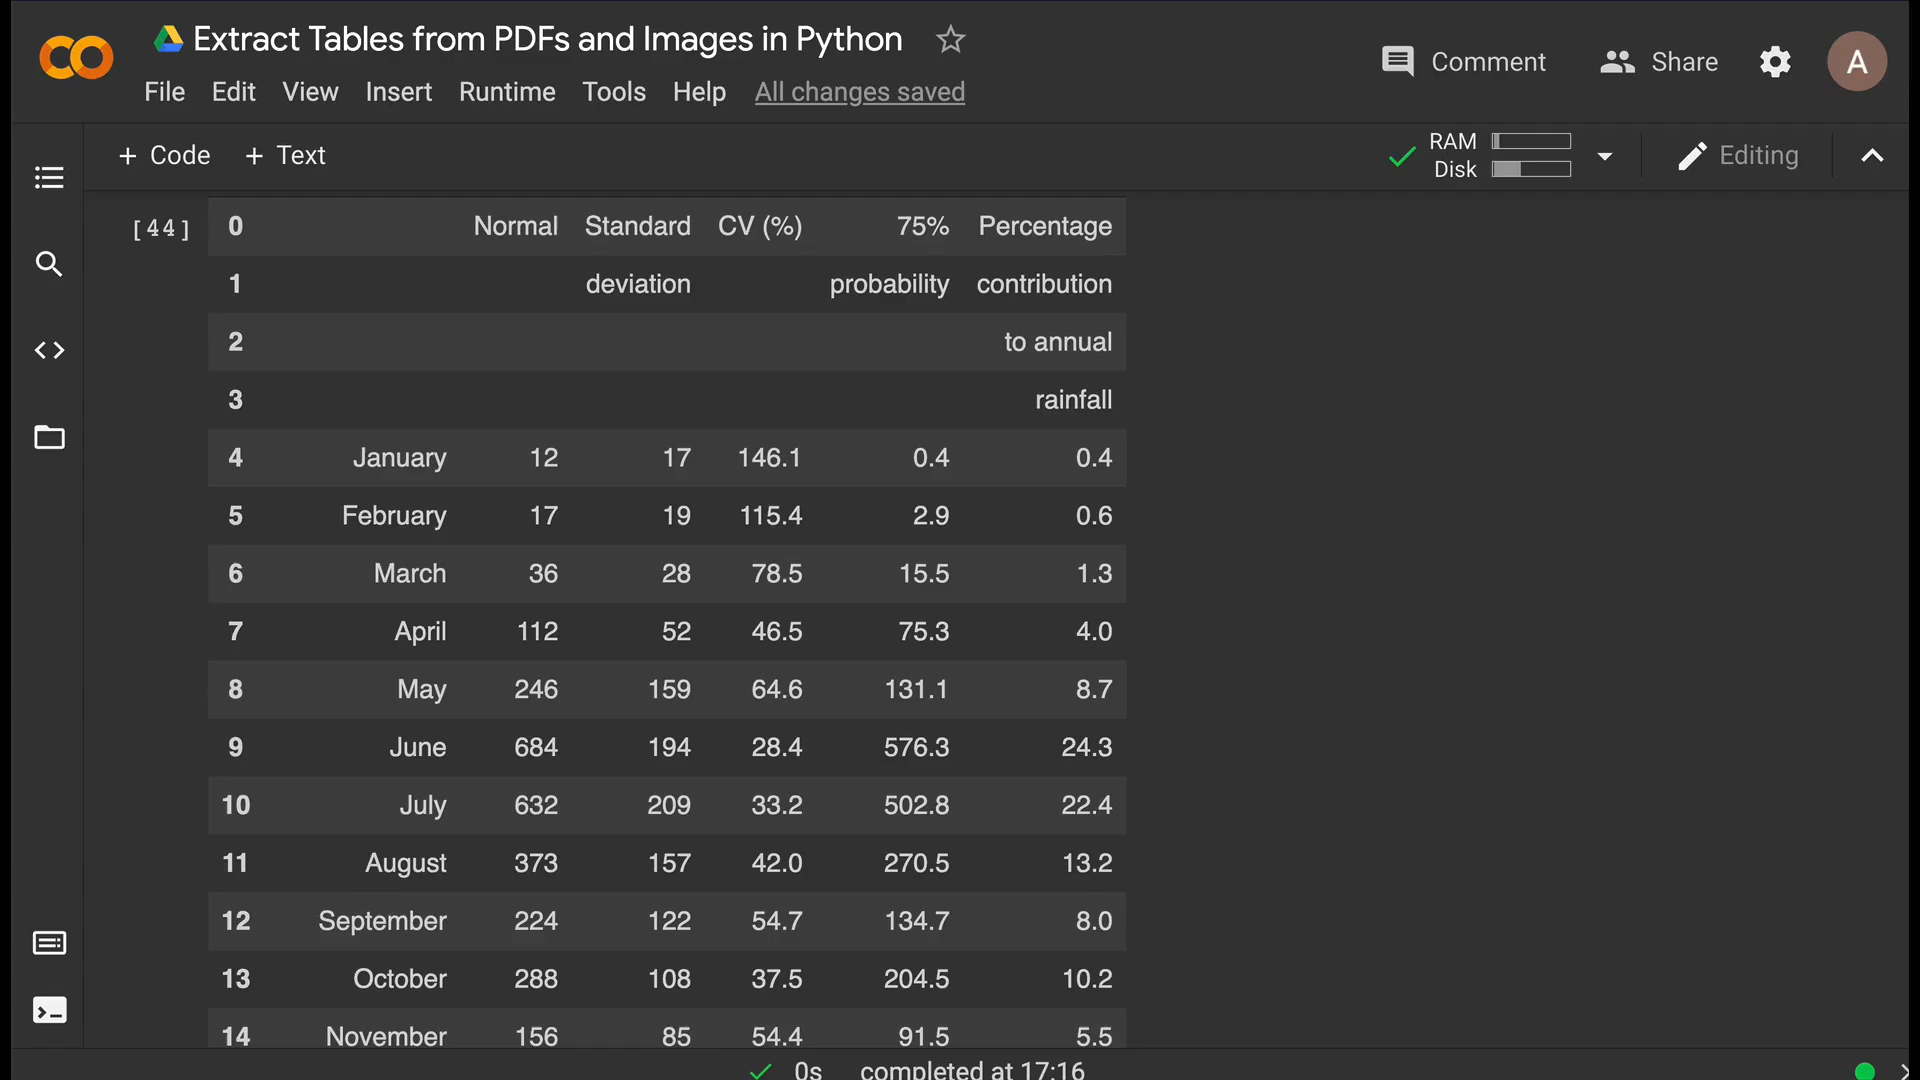 Extract Tables from PDFs and Images in Python
File Edit View Insert Runtime Tools Help All changes saved
Comment Share A
+ Code + Text
RAM
Disk
Editing
[44]
0 Normal Standard CV (%) 75% Percentage
1 deviation probability contribution
2 to annual
3 rainfall
4 January 12 17 146.1 0.4 0.4
5 February 17 19 115.4 2.9 0.6
6 March 36 28 78.5 15.5 1.3
7 April 112 52 46.5 75.3 4.0
8 May 246 159 64.6 131.1 8.7
9 June 684 194 28.4 576.3 24.3
10 July 632 209 33.2 502.8 22.4
11 August 373 157 42.0 270.5 13.2
12 September 224 122 54.7 134.7 8.0
13 October 288 108 37.5 204.5 10.2
14 November 156 85 54.4 91.5 5.5
0s completed at 17:16